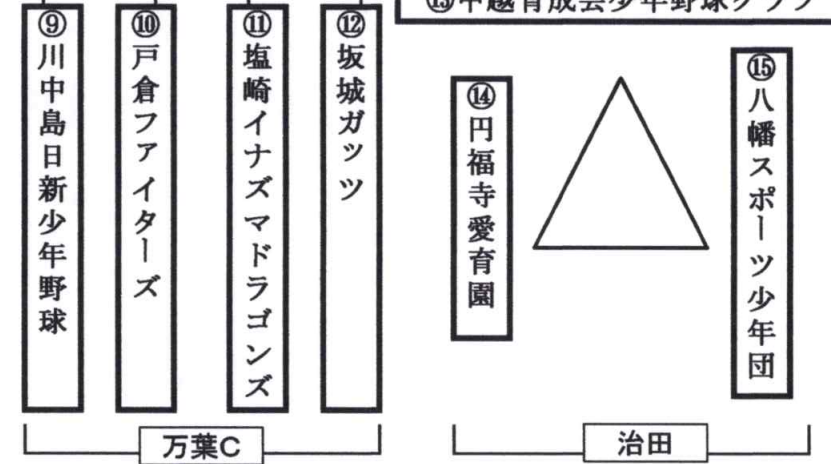 ⑬中越育成会少年野球クラブ
⑨川中島日新少年野球
⑩戸倉ファイターズ
⑪塩崎イナズマドラゴンズ
⑫坂城ガッツ
⑭円福寺愛育園
⑮八幡スポーツ少年団
万葉C
治田